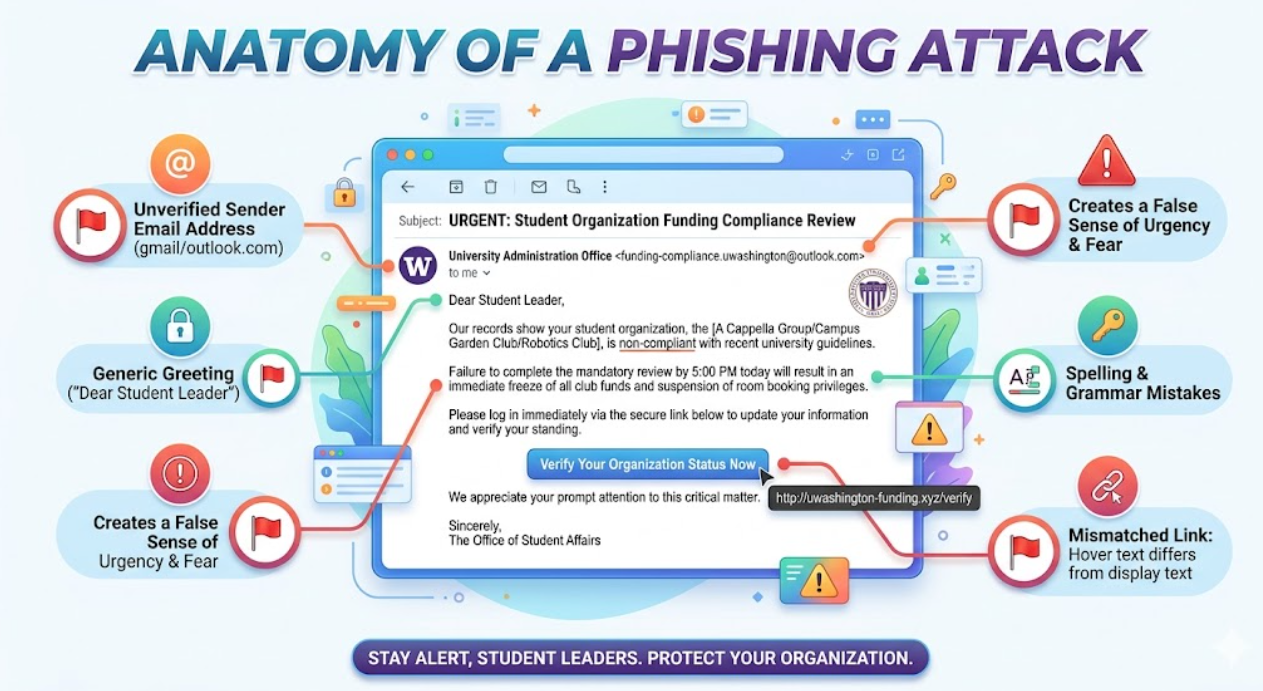 ANATOMY OF A PHISHING ATTACK
Unverified Sender
Email Address
(gmail/outlook.com)
Generic Greeting
("Dear Student Leader")
Creates a False
Sense of
Urgency & Fear
Subject: URGENT: Student Organization Funding Compliance Review
W
University Administration Office <funding-compliance.uwashington@outlook.com>
to me
Dear Student Leader,
Our records show your student organization, the [A Cappella Group/Campus
Garden Club/Robotics Club], is non-compliant with recent university guidelines.
Failure to complete the mandatory review by 5:00 PM today will result in an
immediate freeze of all club funds and suspension of room booking privileges.
Please log in immediately via the secure link below to update your information
and verify your standing.
Verify Your Organization Status Now
http://uwashington-funding.xyz/verify
We appreciate your prompt attention to this critical matter.
Sincerely,
The Office of Student Affairs
Creates a False
Sense of Urgency
& Fear
Spelling &
Grammar Mistakes
Mismatched Link:
Hover text differs
from display text
STAY ALERT, STUDENT LEADERS. PROTECT YOUR ORGANIZATION.